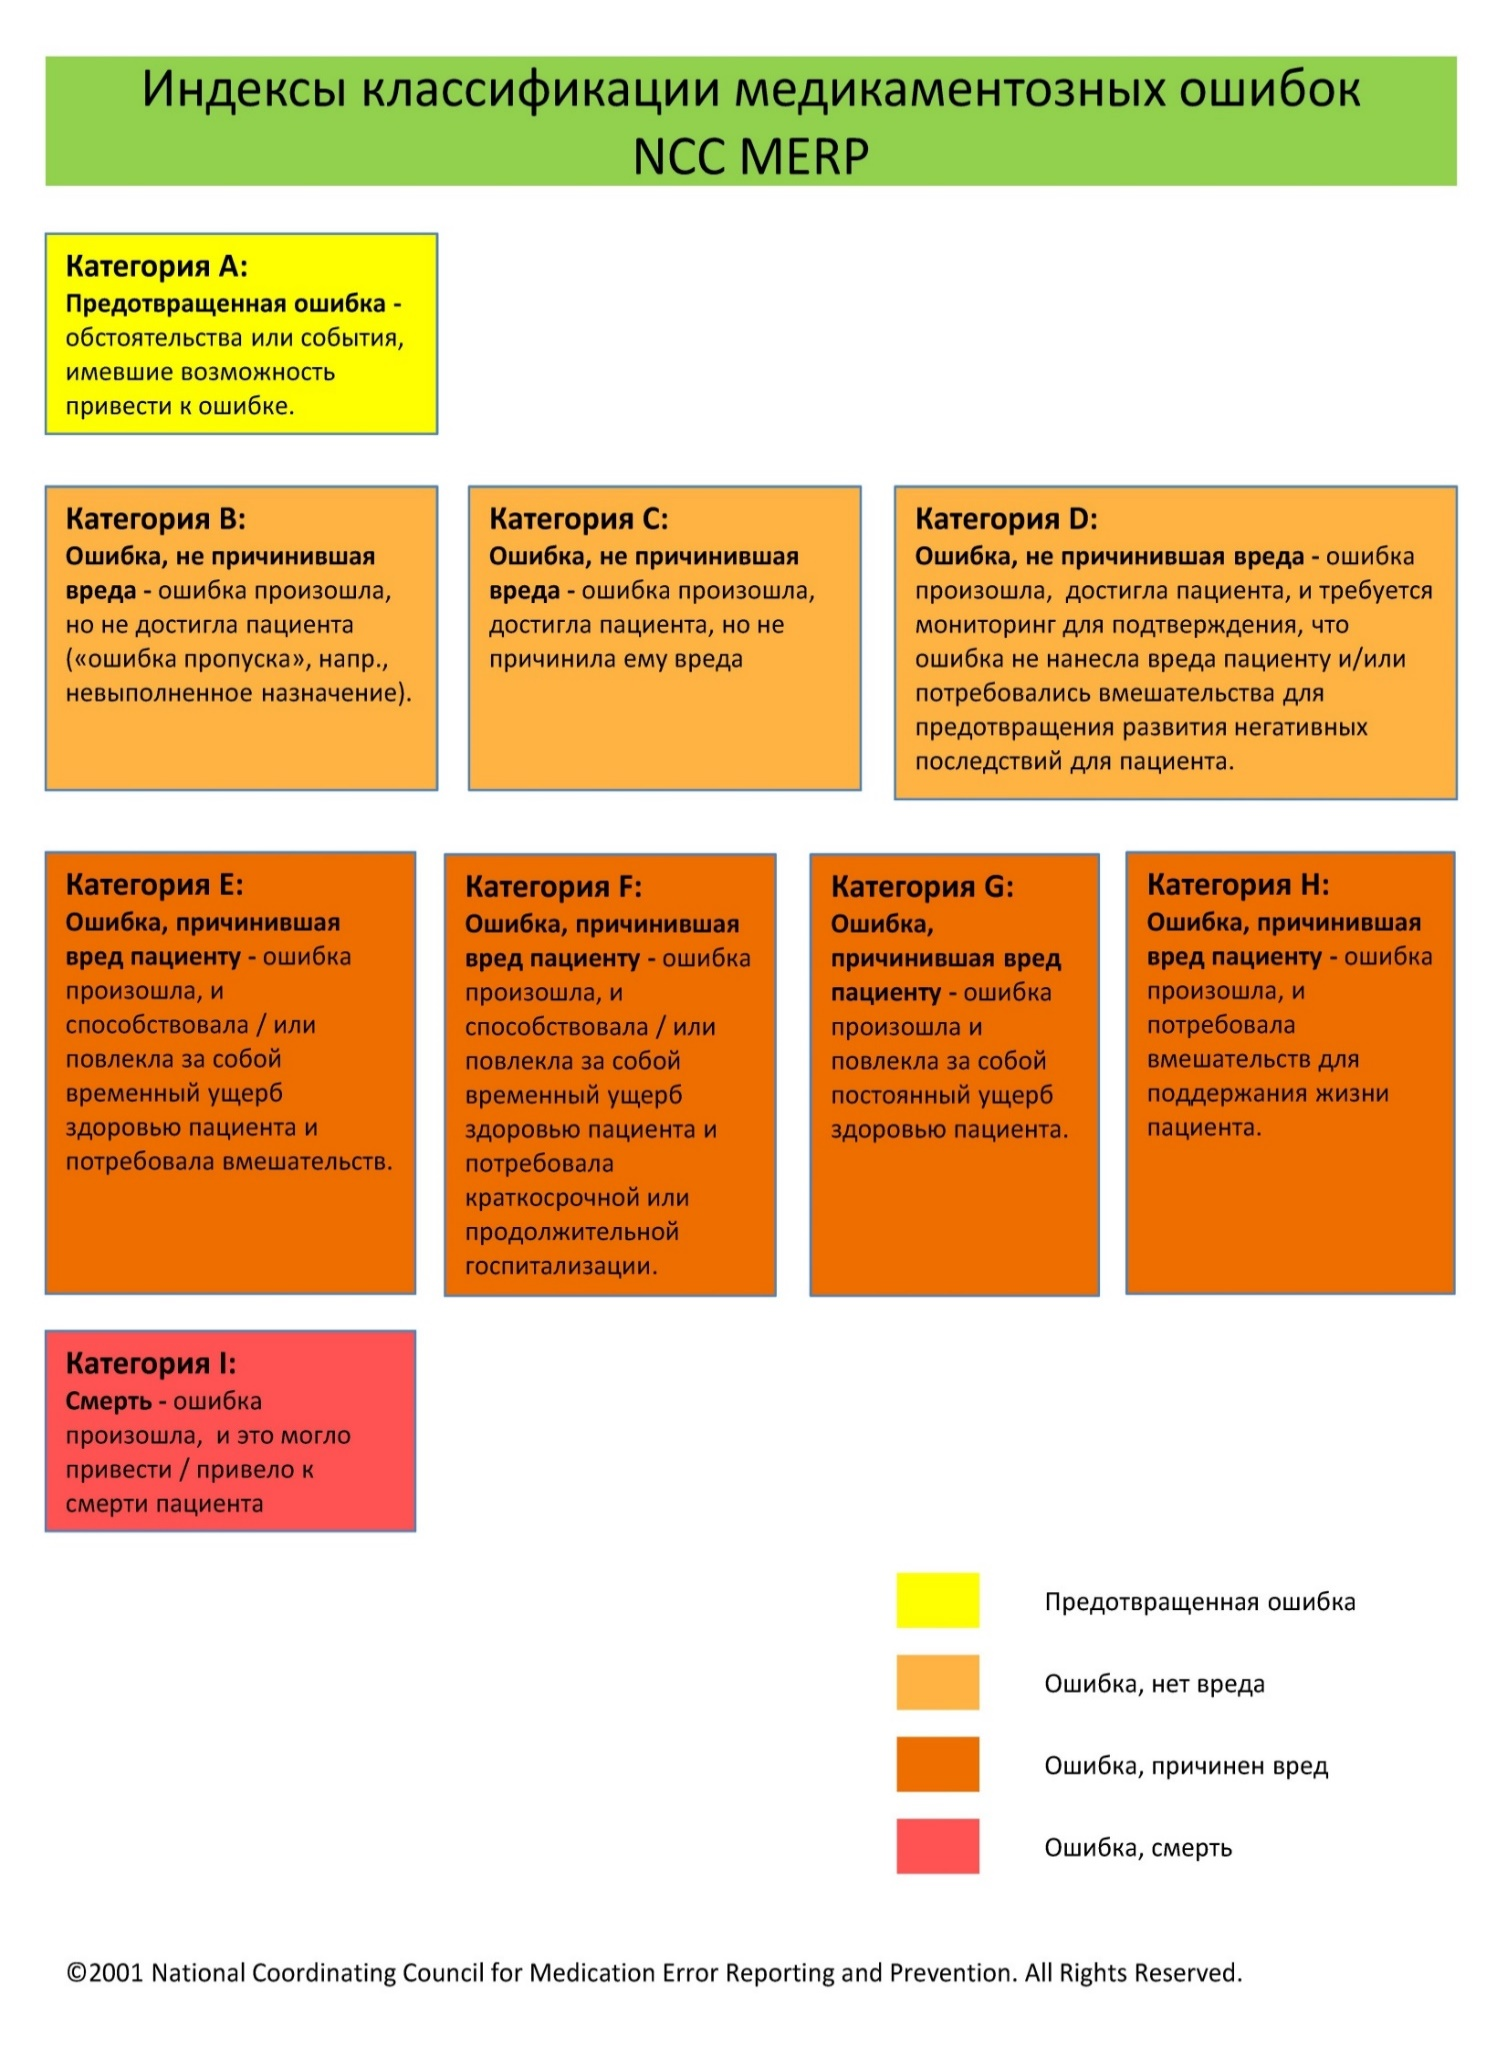 Индексы классификации медикаментозных ошибок
NCC MERP
Категория A:
Предотвращенная ошибка -
обстоятельства или события,
имевшие возможность
привести к ошибке.
Категория B:
Ошибка, не причинившая
вреда - ошибка произошла,
но не достигла пациента
(«ошибка пропуска», напр.,
невыполненное назначение).
Категория C:
Ошибка, не причинившая
вреда - ошибка произошла,
достигла пациента, но не
причинила ему вреда
Категория D:
Ошибка, не причинившая вреда - ошибка
произошла,  достигла пациента, и требуется
мониторинг для подтверждения, что
ошибка не нанесла вреда пациенту и/или
потребовались вмешательства для
предотвращения развития негативных
последствий для пациента.
Категория E:
Ошибка, причинившая
вред пациенту - ошибка
произошла, и
способствовала / или
повлекла за собой
временный ущерб
здоровью пациента и
потребовала вмешательств.
Категория F:
Ошибка, причинившая
вред пациенту - ошибка
произошла, и
способствовала / или
повлекла за собой
временный ущерб
здоровью пациента и
потребовала
краткосрочной или
продолжительной
госпитализации.
Категория G:
Ошибка,
причинившая вред
пациенту - ошибка
произошла и
повлекла за собой
постоянный ущерб
здоровью пациента.
Категория H:
Ошибка, причинившая
вред пациенту - ошибка
произошла, и
потребовала
вмешательств для
поддержания жизни
пациента.
Категория I:
Смерть - ошибка
произошла,  и это могло
привести / привело к
смерти пациента
Предотвращенная ошибка
Ошибка, нет вреда
Ошибка, причинен вред
Ошибка, смерть
©2001 National Coordinating Council for Medication Error Reporting and Prevention. All Rights Reserved.